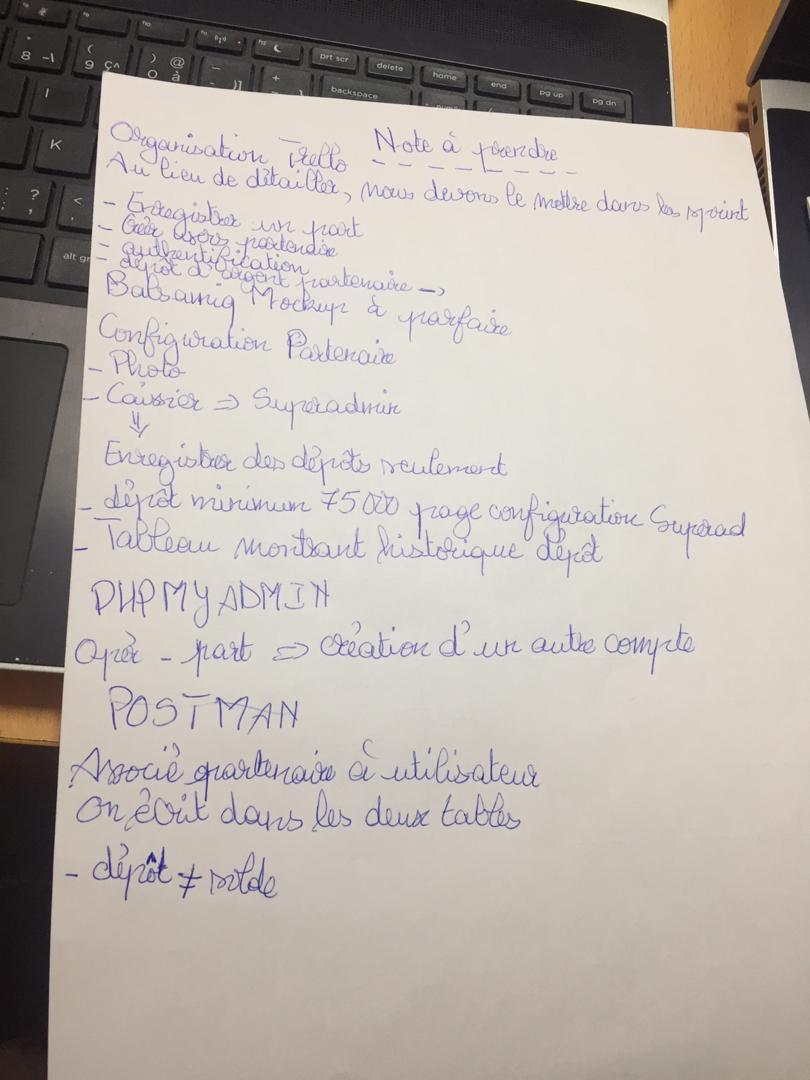 8
9 ç^
) @
0 à
prt scr
delete
home
end
pg up
pg dn
backspace
K
? ;
<
alt gr
Note à prendre
Organisation Trello
Au lieu de détailler, nous devons le mettre dans les sprint
- Enregistrer un part
- Créer users partenaire
- authentification
- dépôt d'argent partenaire ->
Balsamiq Mockup à parfaire
Configuration Partenaire
- Photo
- Caissier => Superadmin
⇓
Enregistrer des dépôts seulement
- dépôt minimum 75000 page configuration Superad
- Tableau montrant historique dépôt
PHPMYADMIN
Opér - part => création d'un autre compte
POSTMAN
Associé partenaire à utilisateur
On écrit dans les deux tables
- dépôt ≠ solde